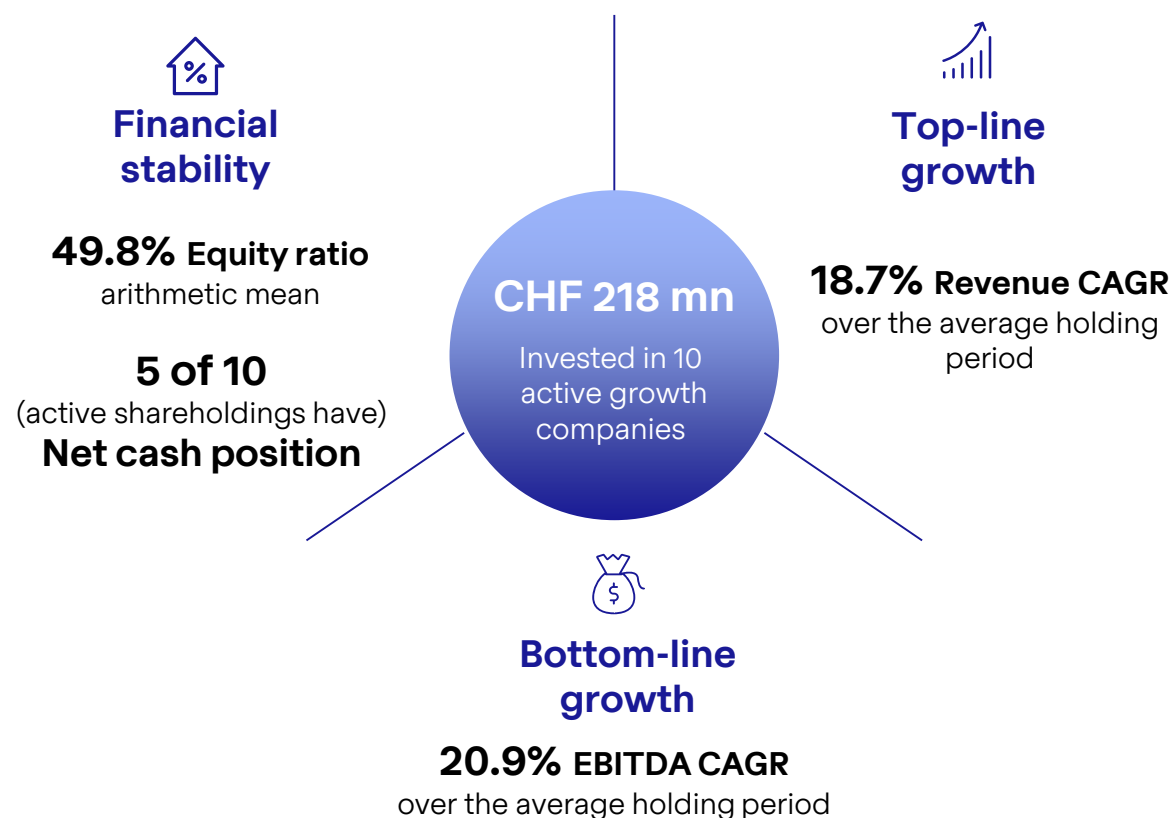 Financial
stability
49.8% Equity ratio
arithmetic mean
5 of 10
(active shareholdings have)
Net cash position
CHF 218 mn
Invested in 10
active growth
companies
Top-line
growth
18.7% Revenue CAGR
over the average holding
period
Bottom-line
growth
20.9% EBITDA CAGR
over the average holding period